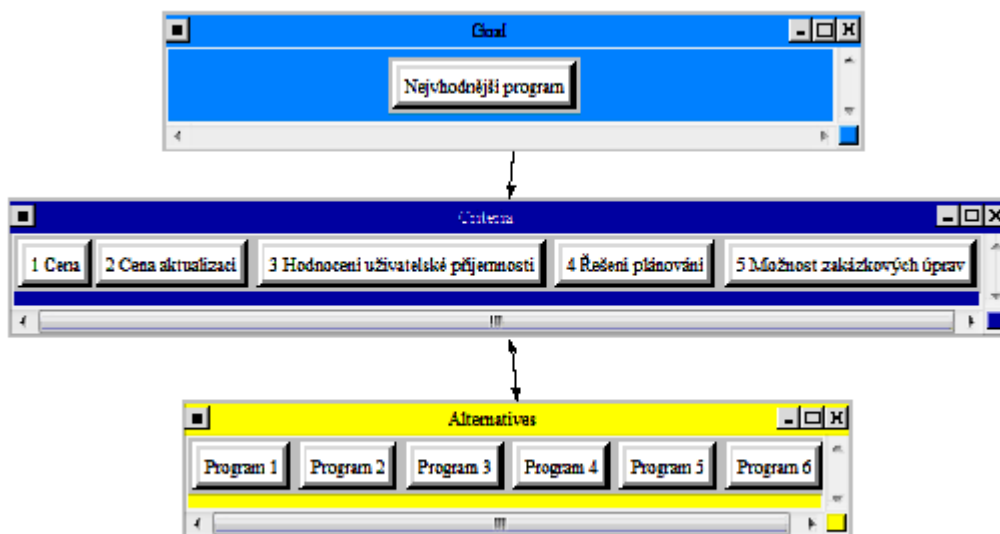 Goal
Nejvhodnější program
Criteria
1 Cena 2 Cena aktualizací 3 Hodnocení uživatelské příjemnosti 4 Řešení plánování 5 Možnost zakázkových úprav
Alternatives
Program 1 Program 2 Program 3 Program 4 Program 5 Program 6